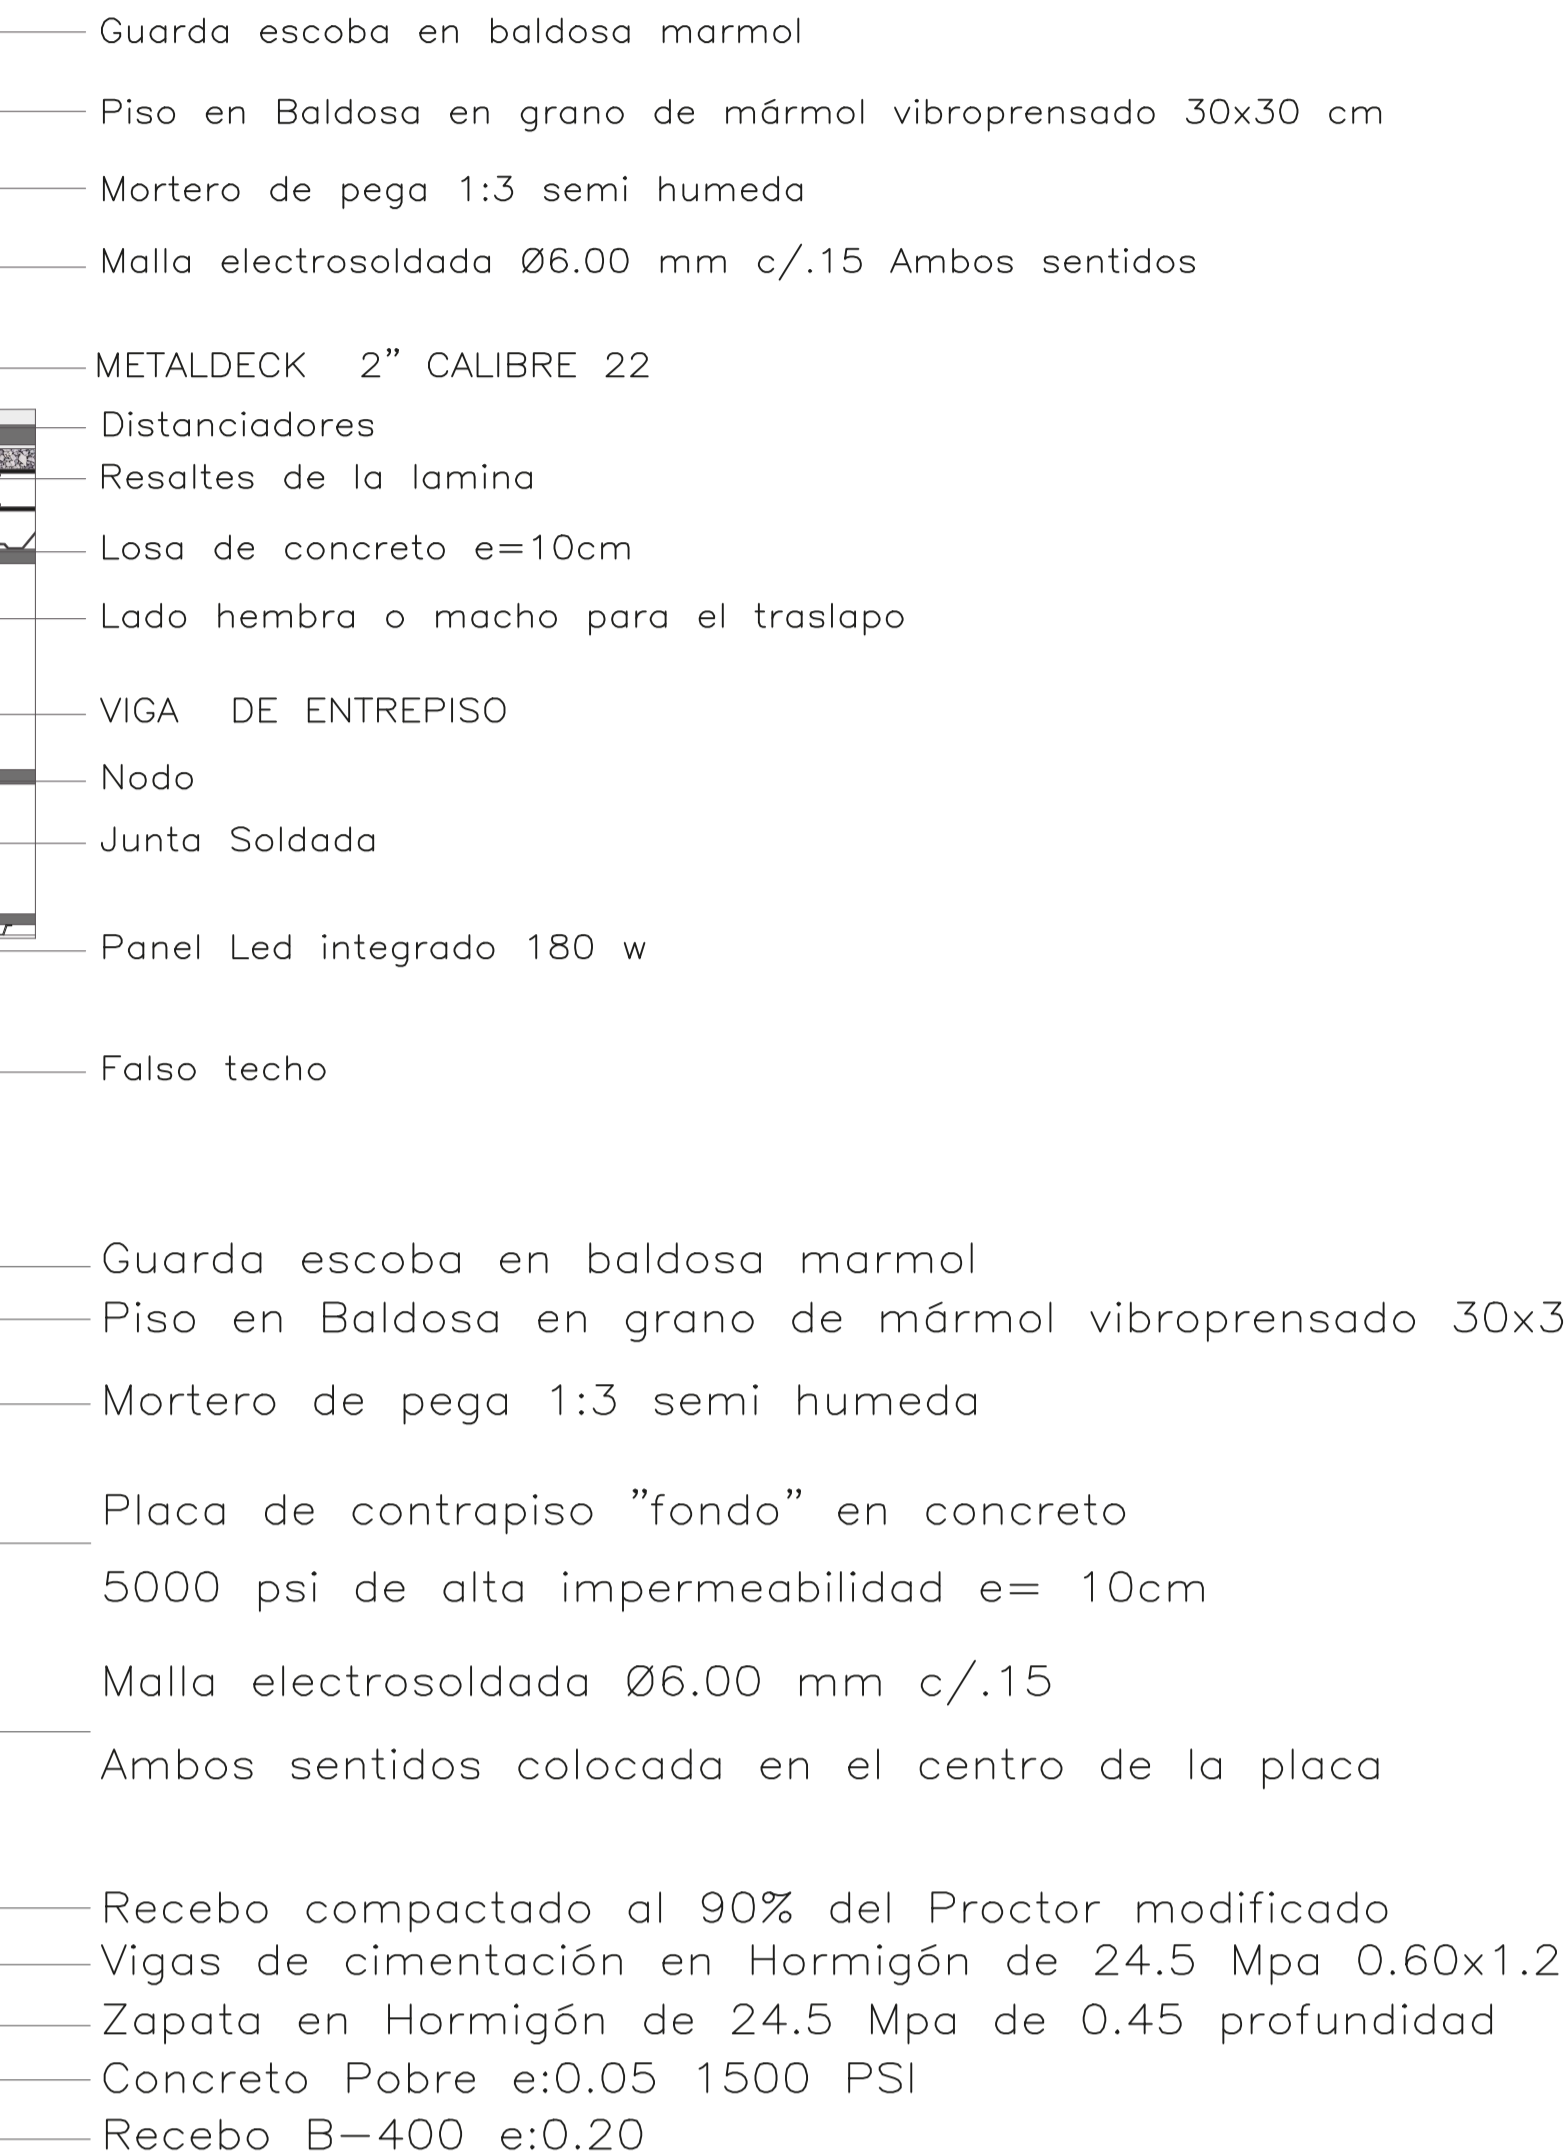 Guarda escoba en baldosa marmol
Piso en Baldosa en grano de mármol vibroprensado 30x30 cm
Mortero de pega 1:3 semi humeda
Malla electrosoldada Ø6.00 mm c/.15 Ambos sentidos
METALDECK 2” CALIBRE 22
Distanciadores
Resaltes de la lamina
Losa de concreto e=10cm
Lado hembra o macho para el traslapo
VIGA DE ENTREPISO
Nodo
Junta Soldada
Panel Led integrado 180 w
Falso techo
Guarda escoba en baldosa marmol
Piso en Baldosa en grano de mármol vibroprensado 30x3
Mortero de pega 1:3 semi humeda
Placa de contrapiso ”fondo” en concreto
5000 psi de alta impermeabilidad e= 10cm
Malla electrosoldada Ø6.00 mm c/.15
Ambos sentidos colocada en el centro de la placa
Recebo compactado al 90% del Proctor modificado
Vigas de cimentación en Hormigón de 24.5 Mpa 0.60x1.2
Zapata en Hormigón de 24.5 Mpa de 0.45 profundidad
Concreto Pobre e:0.05 1500 PSI
Recebo B-400 e:0.20